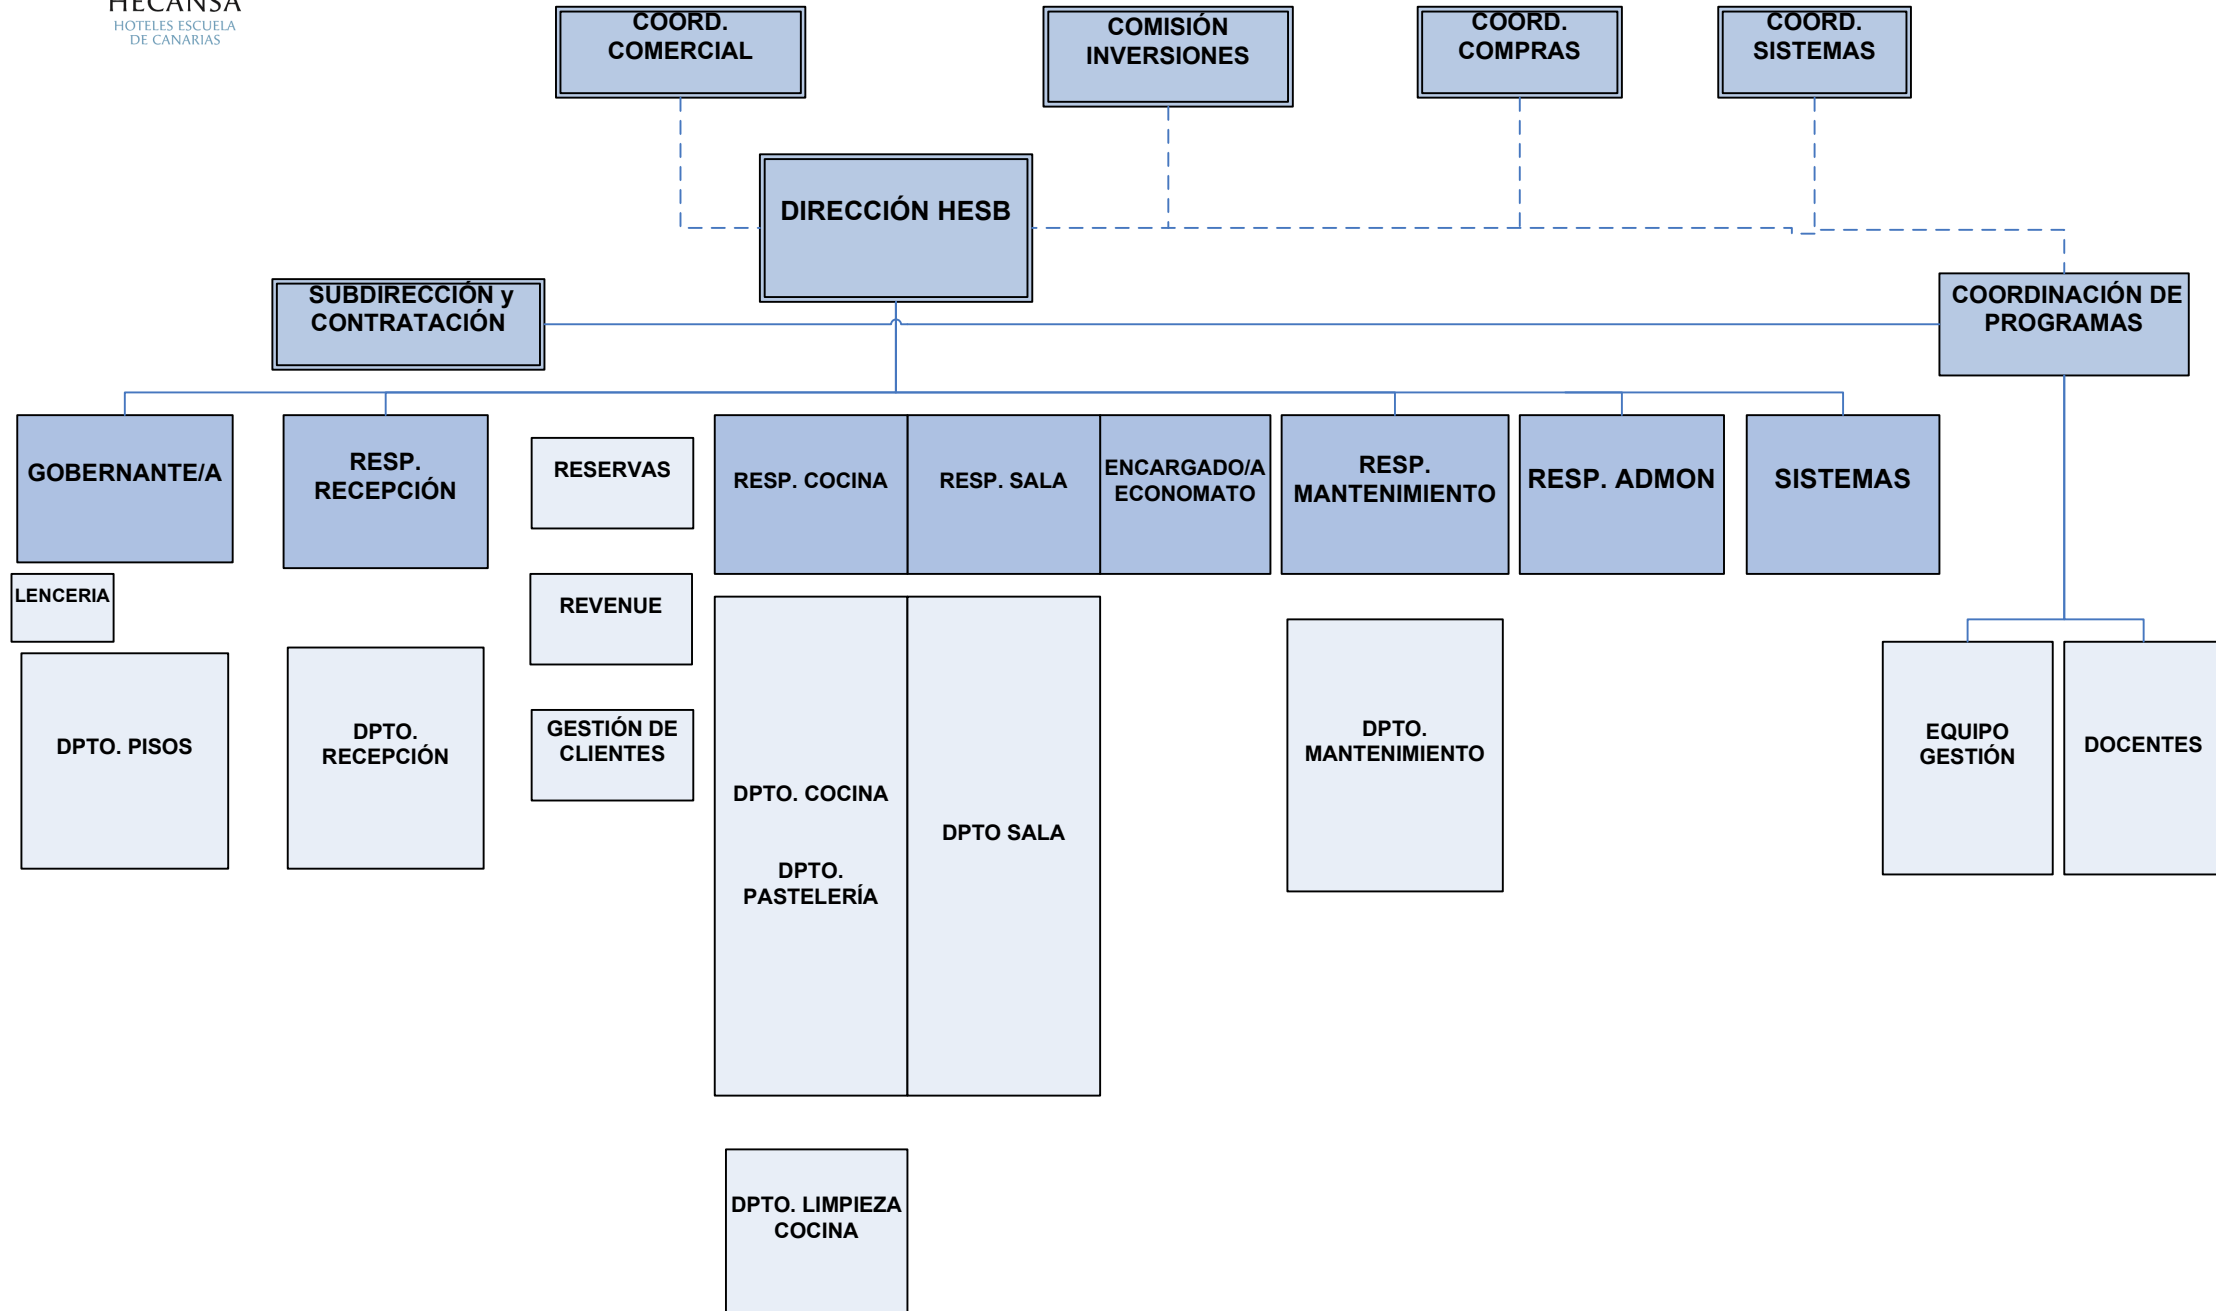 HECANSA
HOTELES ESCUELA
DE CANARIAS
COORD.
COMERCIAL
COMISIÓN
INVERSIONES
COORD.
COMPRAS
COORD.
SISTEMAS
DIRECCIÓN HESB
SUBDIRECCIÓN y
CONTRATACIÓN
COORDINACIÓN DE
PROGRAMAS
GOBERNANTE/A
RESP.
RECEPCIÓN
RESERVAS
RESP. COCINA
RESP. SALA
ENCARGADO/A
ECONOMATO
RESP.
MANTENIMIENTO
RESP. ADMON
SISTEMAS
LENCERIA
REVENUE
DPTO. PISOS
DPTO.
RECEPCIÓN
GESTIÓN DE
CLIENTES
DPTO. COCINA
DPTO.
PASTELERÍA
DPTO SALA
DPTO.
MANTENIMIENTO
EQUIPO
GESTIÓN
DOCENTES
DPTO. LIMPIEZA
COCINA